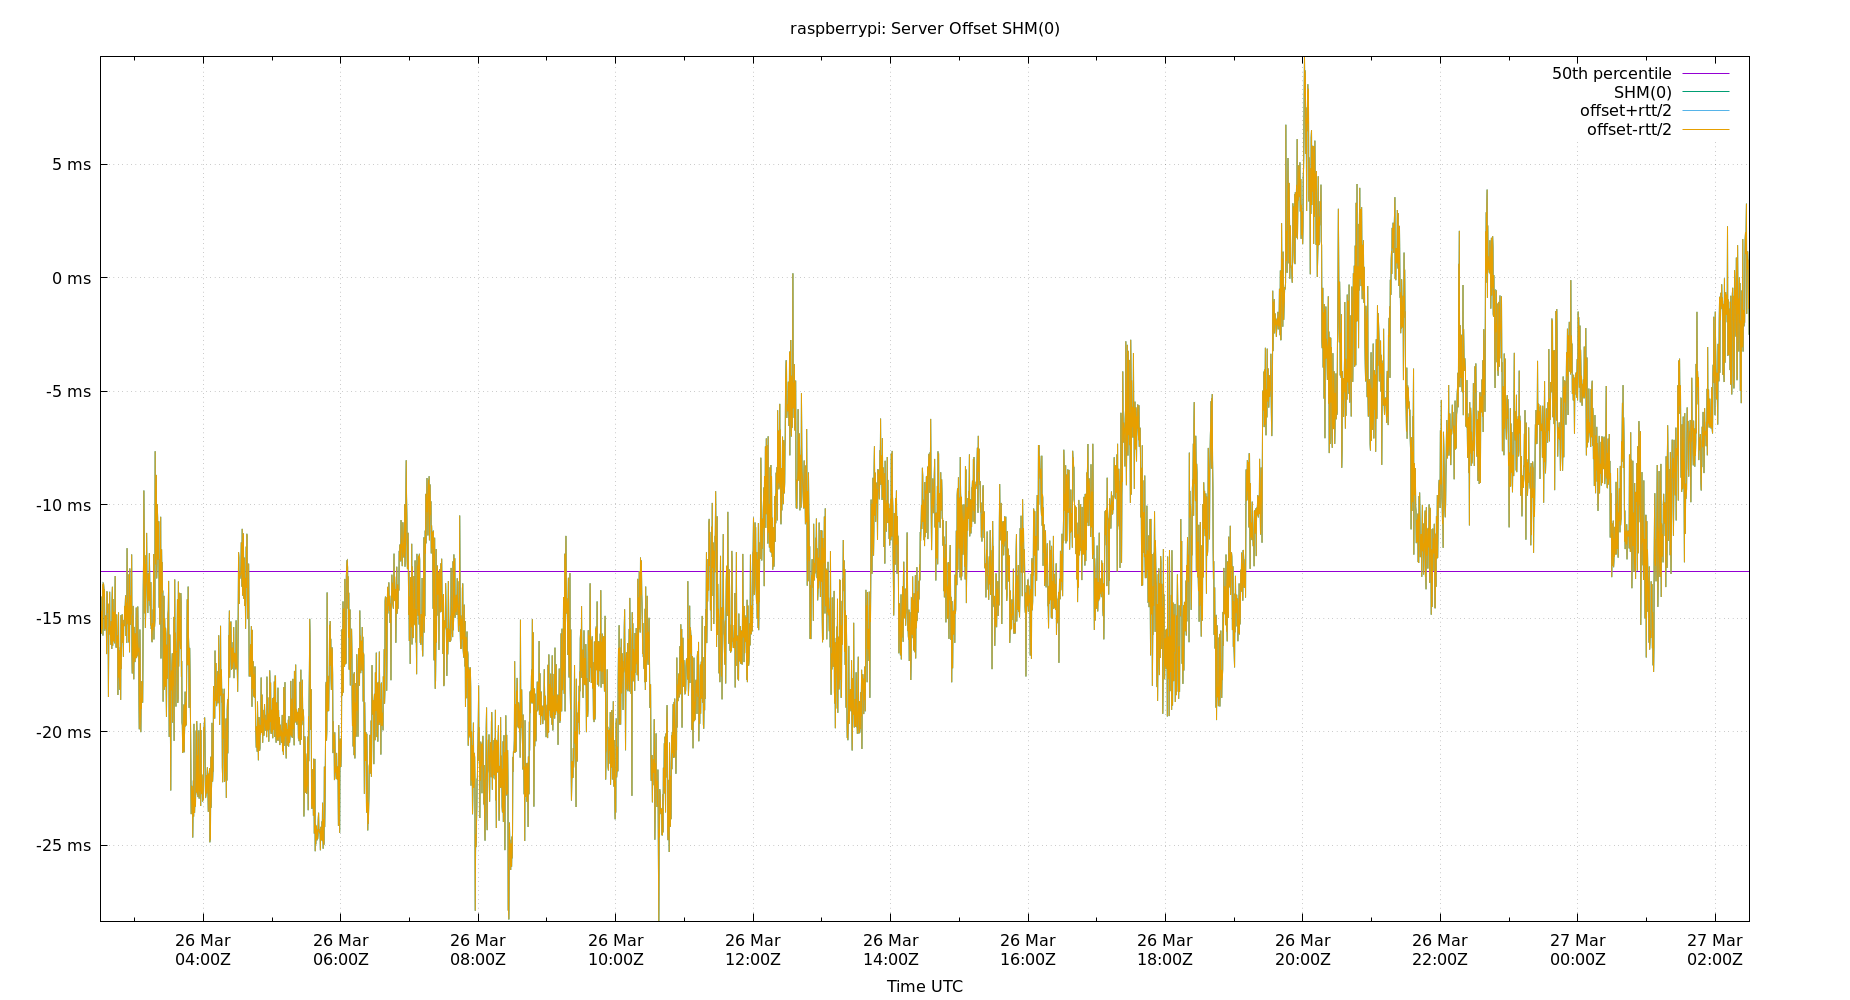 raspberrypi: Server Offset SHM(0)
50th percentile
SHM(0)
offset+rtt/2
offset-rtt/2
5 ms
0 ms
-5 ms
-10 ms
-15 ms
-20 ms
-25 ms
26 Mar 26 Mar 26 Mar 26 Mar 26 Mar 26 Mar 26 Mar 26 Mar 26 Mar 26 Mar 27 Mar 27 Mar
04:00Z 06:00Z 08:00Z 10:00Z 12:00Z 14:00Z 16:00Z 18:00Z 20:00Z 22:00Z 00:00Z 02:00Z
Time UTC